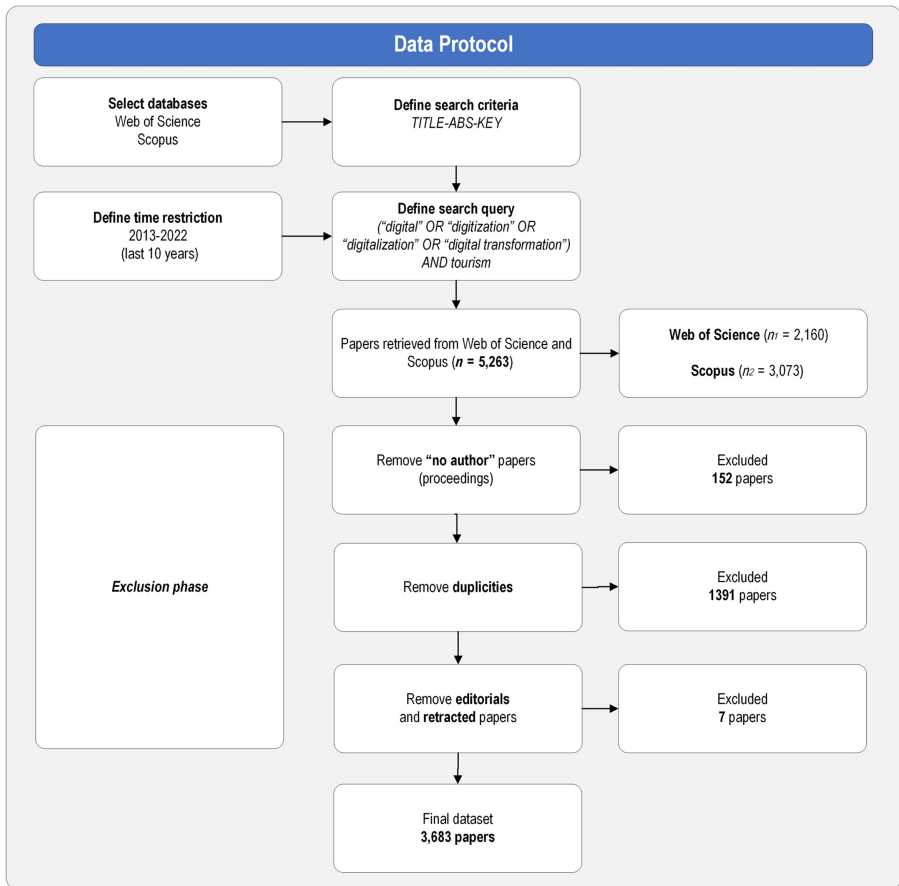 Data Protocol
Select databases
Web of Science
Scopus
Define search criteria
TITLE-ABS-KEY
Define time restriction
2013-2022
(last 10 years)
Define search query
(“digital” OR “digitization” OR
“digitalization” OR “digital transformation”)
AND tourism
Papers retrieved from Web of Science and
Scopus (n = 5,263)
Web of Science (n1 = 2,160)
Scopus (n2 = 3,073)
Exclusion phase
Remove “no author” papers
(proceedings)
Excluded
152 papers
Remove duplicities
Excluded
1391 papers
Remove editorials
and retracted papers
Excluded
7 papers
Final dataset
3,683 papers